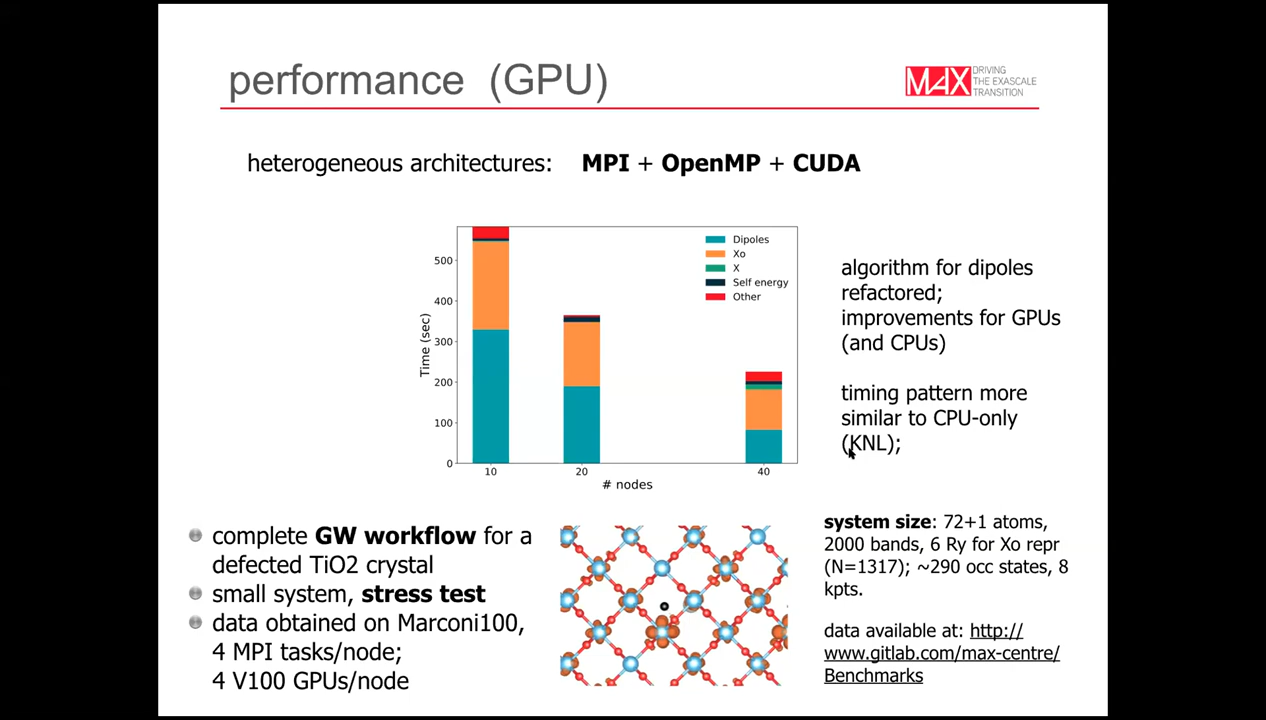 performance (GPU)
MAX DRIVING
THE EXASCALE
TRANSITION
heterogeneous architectures: MPI + OpenMP + CUDA
Time (sec)
500
400
300
200
100
0
10
20
40
# nodes
Dipoles
Xo
X
Self energy
Other
algorithm for dipoles
refactored;
improvements for GPUs
(and CPUs)
timing pattern more
similar to CPU-only
(KNL);
complete GW workflow for a
defected TiO2 crystal
small system, stress test
data obtained on Marconi100,
4 MPI tasks/node;
4 V100 GPUs/node
system size: 72+1 atoms,
2000 bands, 6 Ry for Xo repr
(N=1317); ~290 occ states, 8
kpts.
data available at: http://
www.gitlab.com/max-centre/
Benchmarks